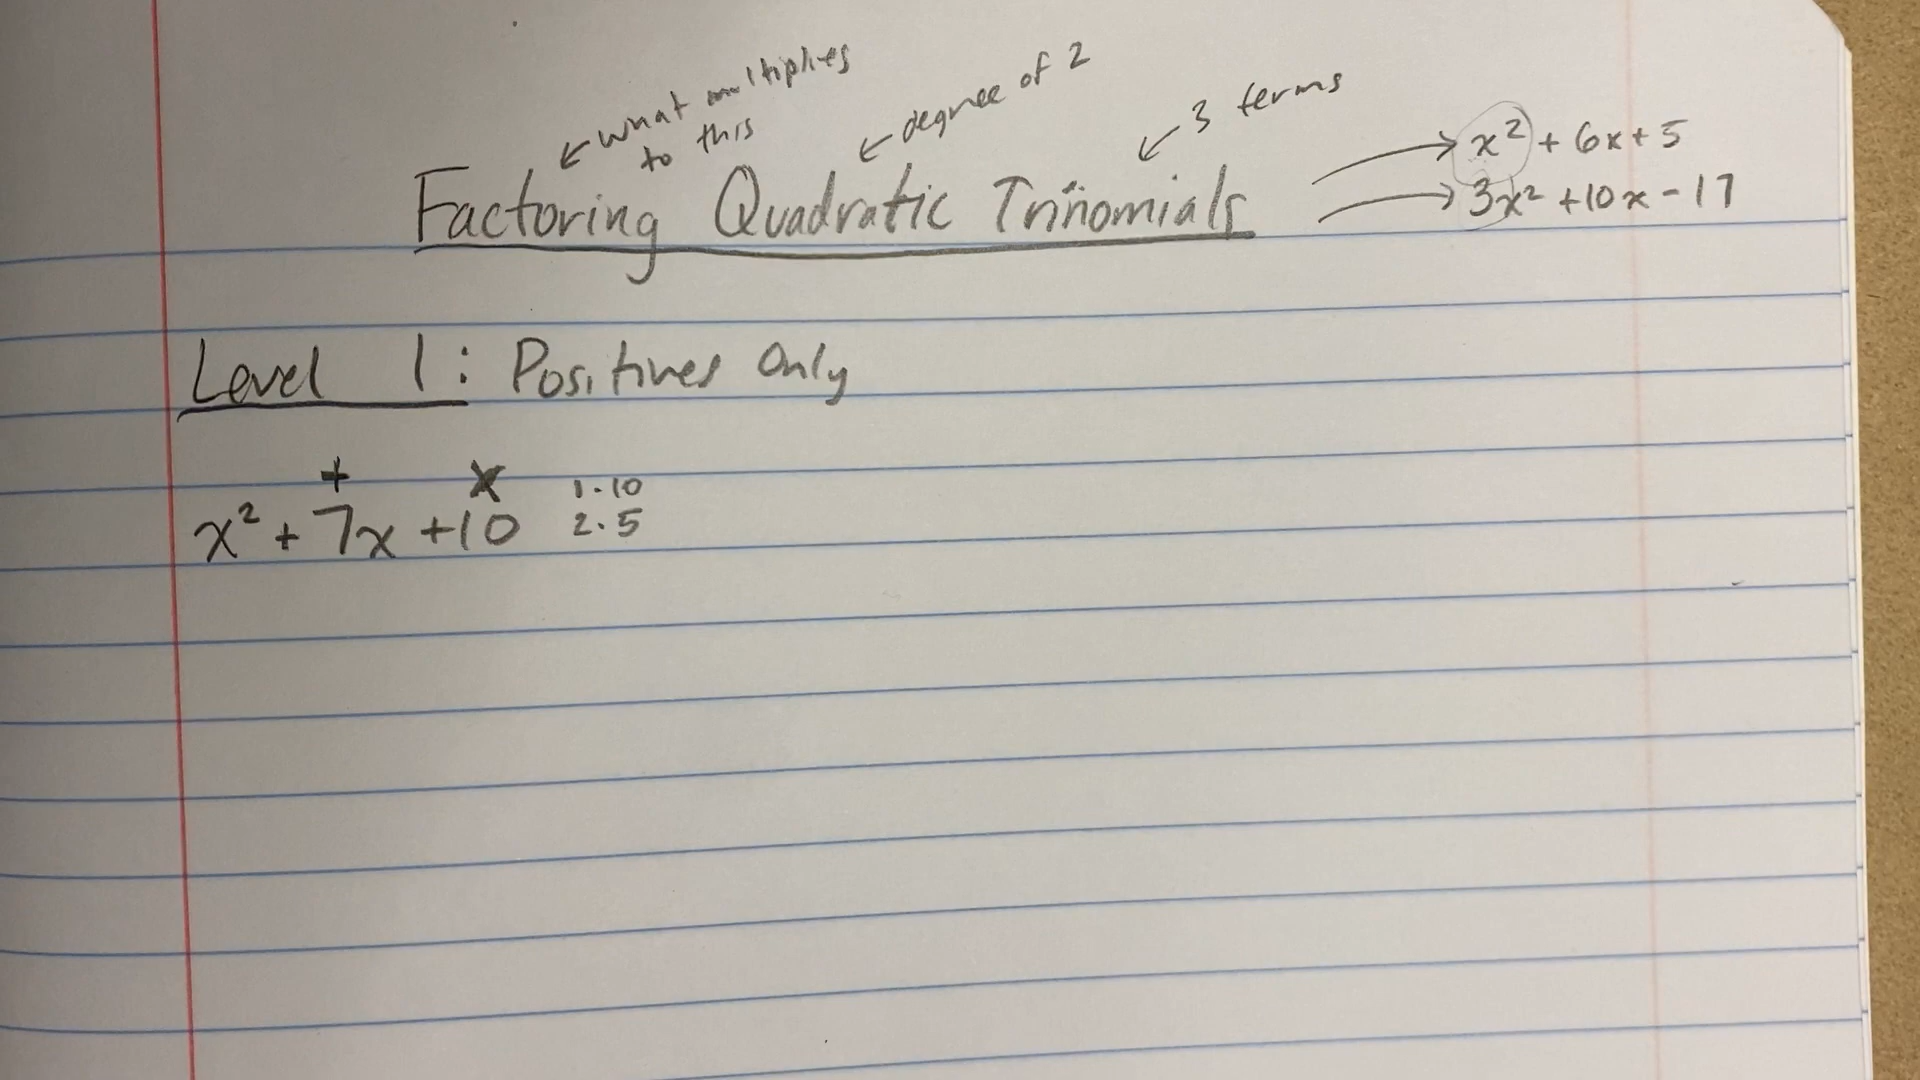 what multiplies
to this
degree of 2
3 terms
Factoring Quadratic Trinomials
x² + 6x + 5
3x² + 10x - 17
Level 1: Positives Only
+ x
x² + 7x + 10
1·10
2·5